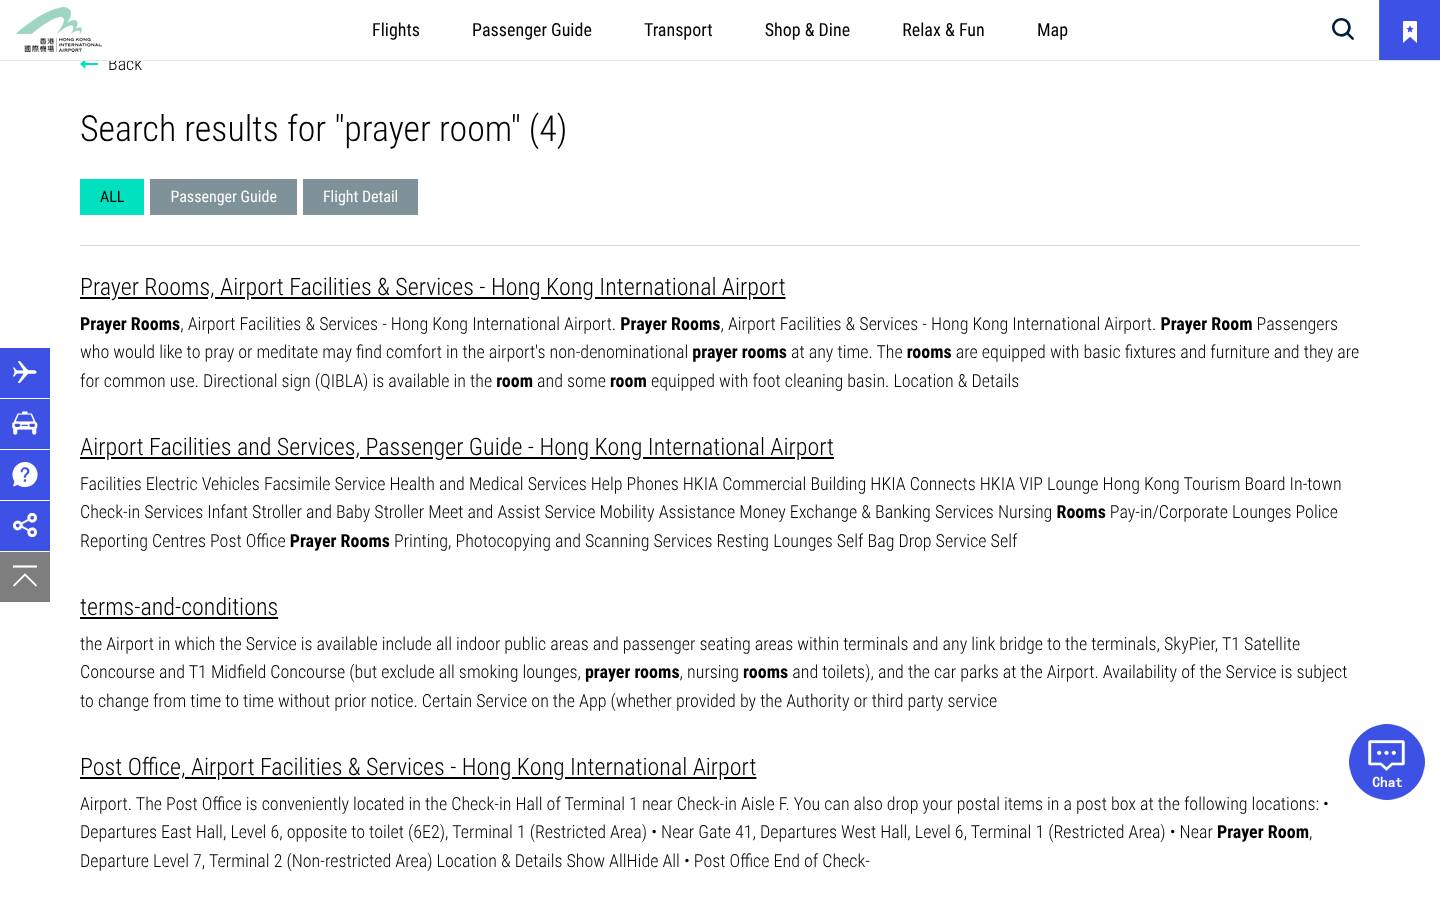 香港
國際機場
HONG KONG
INTERNATIONAL
AIRPORT
Flights
Passenger Guide
Transport
Shop & Dine
Relax & Fun
Map
Back
Search results for "prayer room" (4)
ALL
Passenger Guide
Flight Detail
Prayer Rooms, Airport Facilities & Services - Hong Kong International Airport
Prayer Rooms, Airport Facilities & Services - Hong Kong International Airport. Prayer Rooms, Airport Facilities & Services - Hong Kong International Airport. Prayer Room Passengers
who would like to pray or meditate may find comfort in the airport's non-denominational prayer rooms at any time. The rooms are equipped with basic fixtures and furniture and they are
for common use. Directional sign (QIBLA) is available in the room and some room equipped with foot cleaning basin. Location & Details
Airport Facilities and Services, Passenger Guide - Hong Kong International Airport
Facilities Electric Vehicles Facsimile Service Health and Medical Services Help Phones HKIA Commercial Building HKIA Connects HKIA VIP Lounge Hong Kong Tourism Board In-town
Check-in Services Infant Stroller and Baby Stroller Meet and Assist Service Mobility Assistance Money Exchange & Banking Services Nursing Rooms Pay-in/Corporate Lounges Police
Reporting Centres Post Office Prayer Rooms Printing, Photocopying and Scanning Services Resting Lounges Self Bag Drop Service Self
terms-and-conditions
the Airport in which the Service is available include all indoor public areas and passenger seating areas within terminals and any link bridge to the terminals, SkyPier, T1 Satellite
Concourse and T1 Midfield Concourse (but exclude all smoking lounges, prayer rooms, nursing rooms and toilets), and the car parks at the Airport. Availability of the Service is subject
to change from time to time without prior notice. Certain Service on the App (whether provided by the Authority or third party service
Post Office, Airport Facilities & Services - Hong Kong International Airport
Airport. The Post Office is conveniently located in the Check-in Hall of Terminal 1 near Check-in Aisle F. You can also drop your postal items in a post box at the following locations: •
Departures East Hall, Level 6, opposite to toilet (6E2), Terminal 1 (Restricted Area) • Near Gate 41, Departures West Hall, Level 6, Terminal 1 (Restricted Area) • Near Prayer Room,
Departure Level 7, Terminal 2 (Non-restricted Area) Location & Details Show AllHide All • Post Office End of Check-
Chat